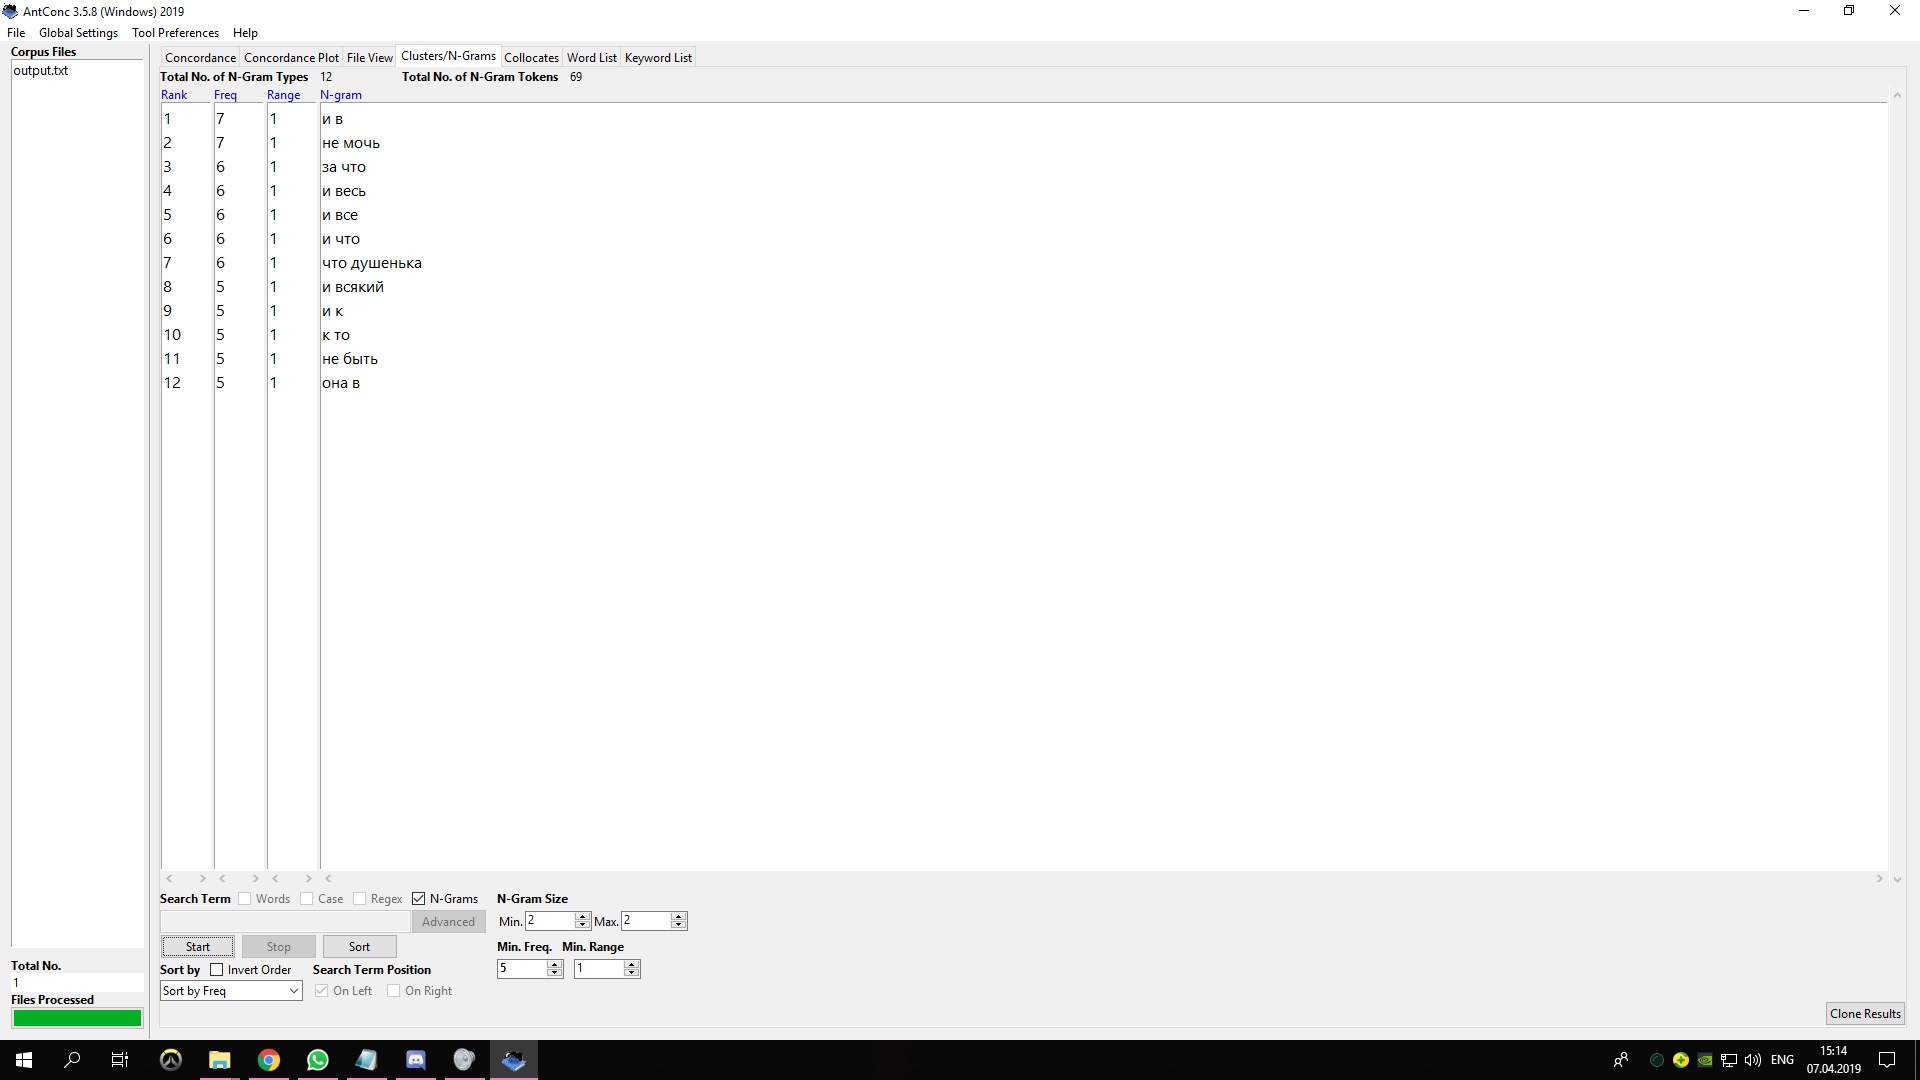 AntConc 3.5.8 (Windows) 2019
File Global Settings Tool Preferences Help
Corpus Files
output.txt
Concordance Concordance Plot File View Clusters/N-Grams Collocates Word List Keyword List
Total No. of N-Gram Types 12 Total No. of N-Gram Tokens 69
Rank Freq Range N-gram
1 7 1 и в
2 7 1 не мочь
3 6 1 за что
4 6 1 и весь
5 6 1 и все
6 6 1 и что
7 6 1 что душенька
8 5 1 и всякий
9 5 1 и к
10 5 1 к то
11 5 1 не быть
12 5 1 она в
Search Term Words Case Regex N-Grams N-Gram Size
Advanced Min. 2 Max. 2
Start Stop Sort Min. Freq. Min. Range
Total No.
1
Sort by Invert Order Search Term Position 5 1
Sort by Freq On Left On Right
Files Processed
Clone Results
ENG 15:14
07.04.2019